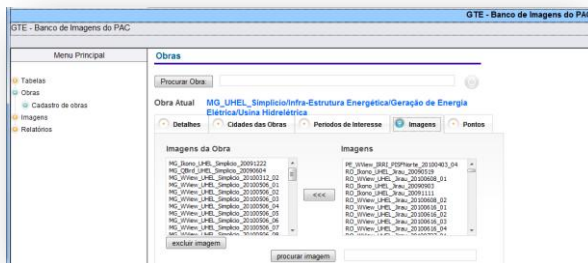 GTE - Banco de Imagens do PAC
GTE - Banco de Imagens do PAC
Menu Principal
Tabelas
Obras
Cadastro de obras
Imagens
Relatórios
Obras
Procurar Obra:
Obra Atual MG_UHEL_Simplicio/Infra-Estrutura Energética/Geração de Energia
Elétrica/Usina Hidrelétrica
Detalhes Cidades das Obras Periodos de Interesse Imagens Pontos
Imagens da Obra
MG_Ikono_UHEL_Simplicio_20091222
MG_QBird_UHEL_Simplicio_20090604
MG_WView_UHEL_Simplicio_20100312_02
MG_WView_UHEL_Simplicio_20100506_01
MG_WView_UHEL_Simplicio_20100506_02
MG_WView_UHEL_Simplicio_20100506_03
MG_WView_UHEL_Simplicio_20100506_04
MG_WView_UHEL_Simplicio_20100506_05
MG_WView_UHEL_Simplicio_20100506_06
MG_WView_UHEL_Simplicio_20100506_07
excluir imagem
<<<
Imagens
PE_WView_IRRI_PISFNorte_20100403_04
RO_Ikono_UHEL_Jirau_20090519
RO_WView_UHEL_Jirau_20100608_01
RO_Ikono_UHEL_Jirau_20090903
RO_Ikono_UHEL_Jirau_20091111
RO_WView_UHEL_Jirau_20100608_02
RO_WView_UHEL_Jirau_20100616_01
RO_WView_UHEL_Jirau_20100616_02
RO_WView_UHEL_Jirau_20100616_03
RO_WView_UHEL_Jirau_20100616_04
procurar imagem